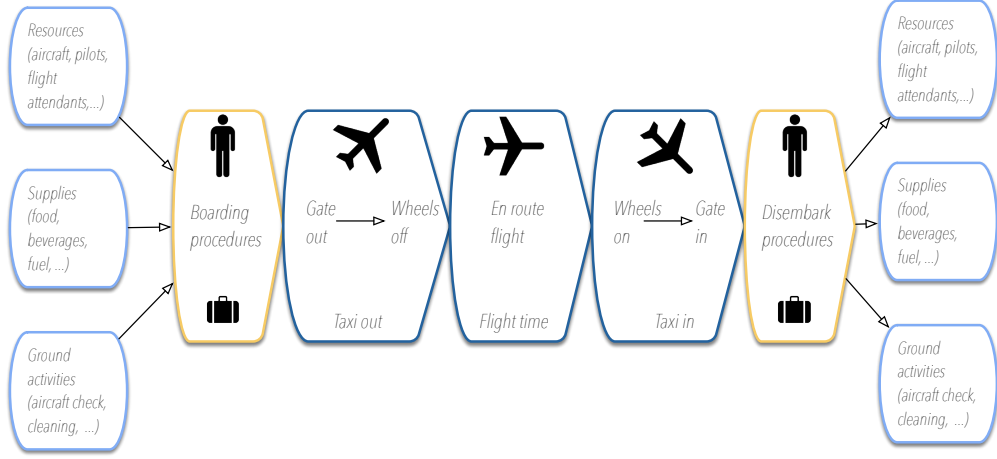 Resources
(aircraft, pilots,
flight
attendants,...)
Supplies
(food,
beverages,
fuel, ...)
Ground
activities
(aircraft check,
cleaning, ...)
Boarding
procedures
Gate
out
Wheels
off
Taxi out
En route
flight
Flight time
Wheels
on
Gate
in
Taxi in
Disembark
procedures
Resources
(aircraft, pilots,
flight
attendants,...)
Supplies
(food,
beverages,
fuel, ...)
Ground
activities
(aircraft check,
cleaning, ...)